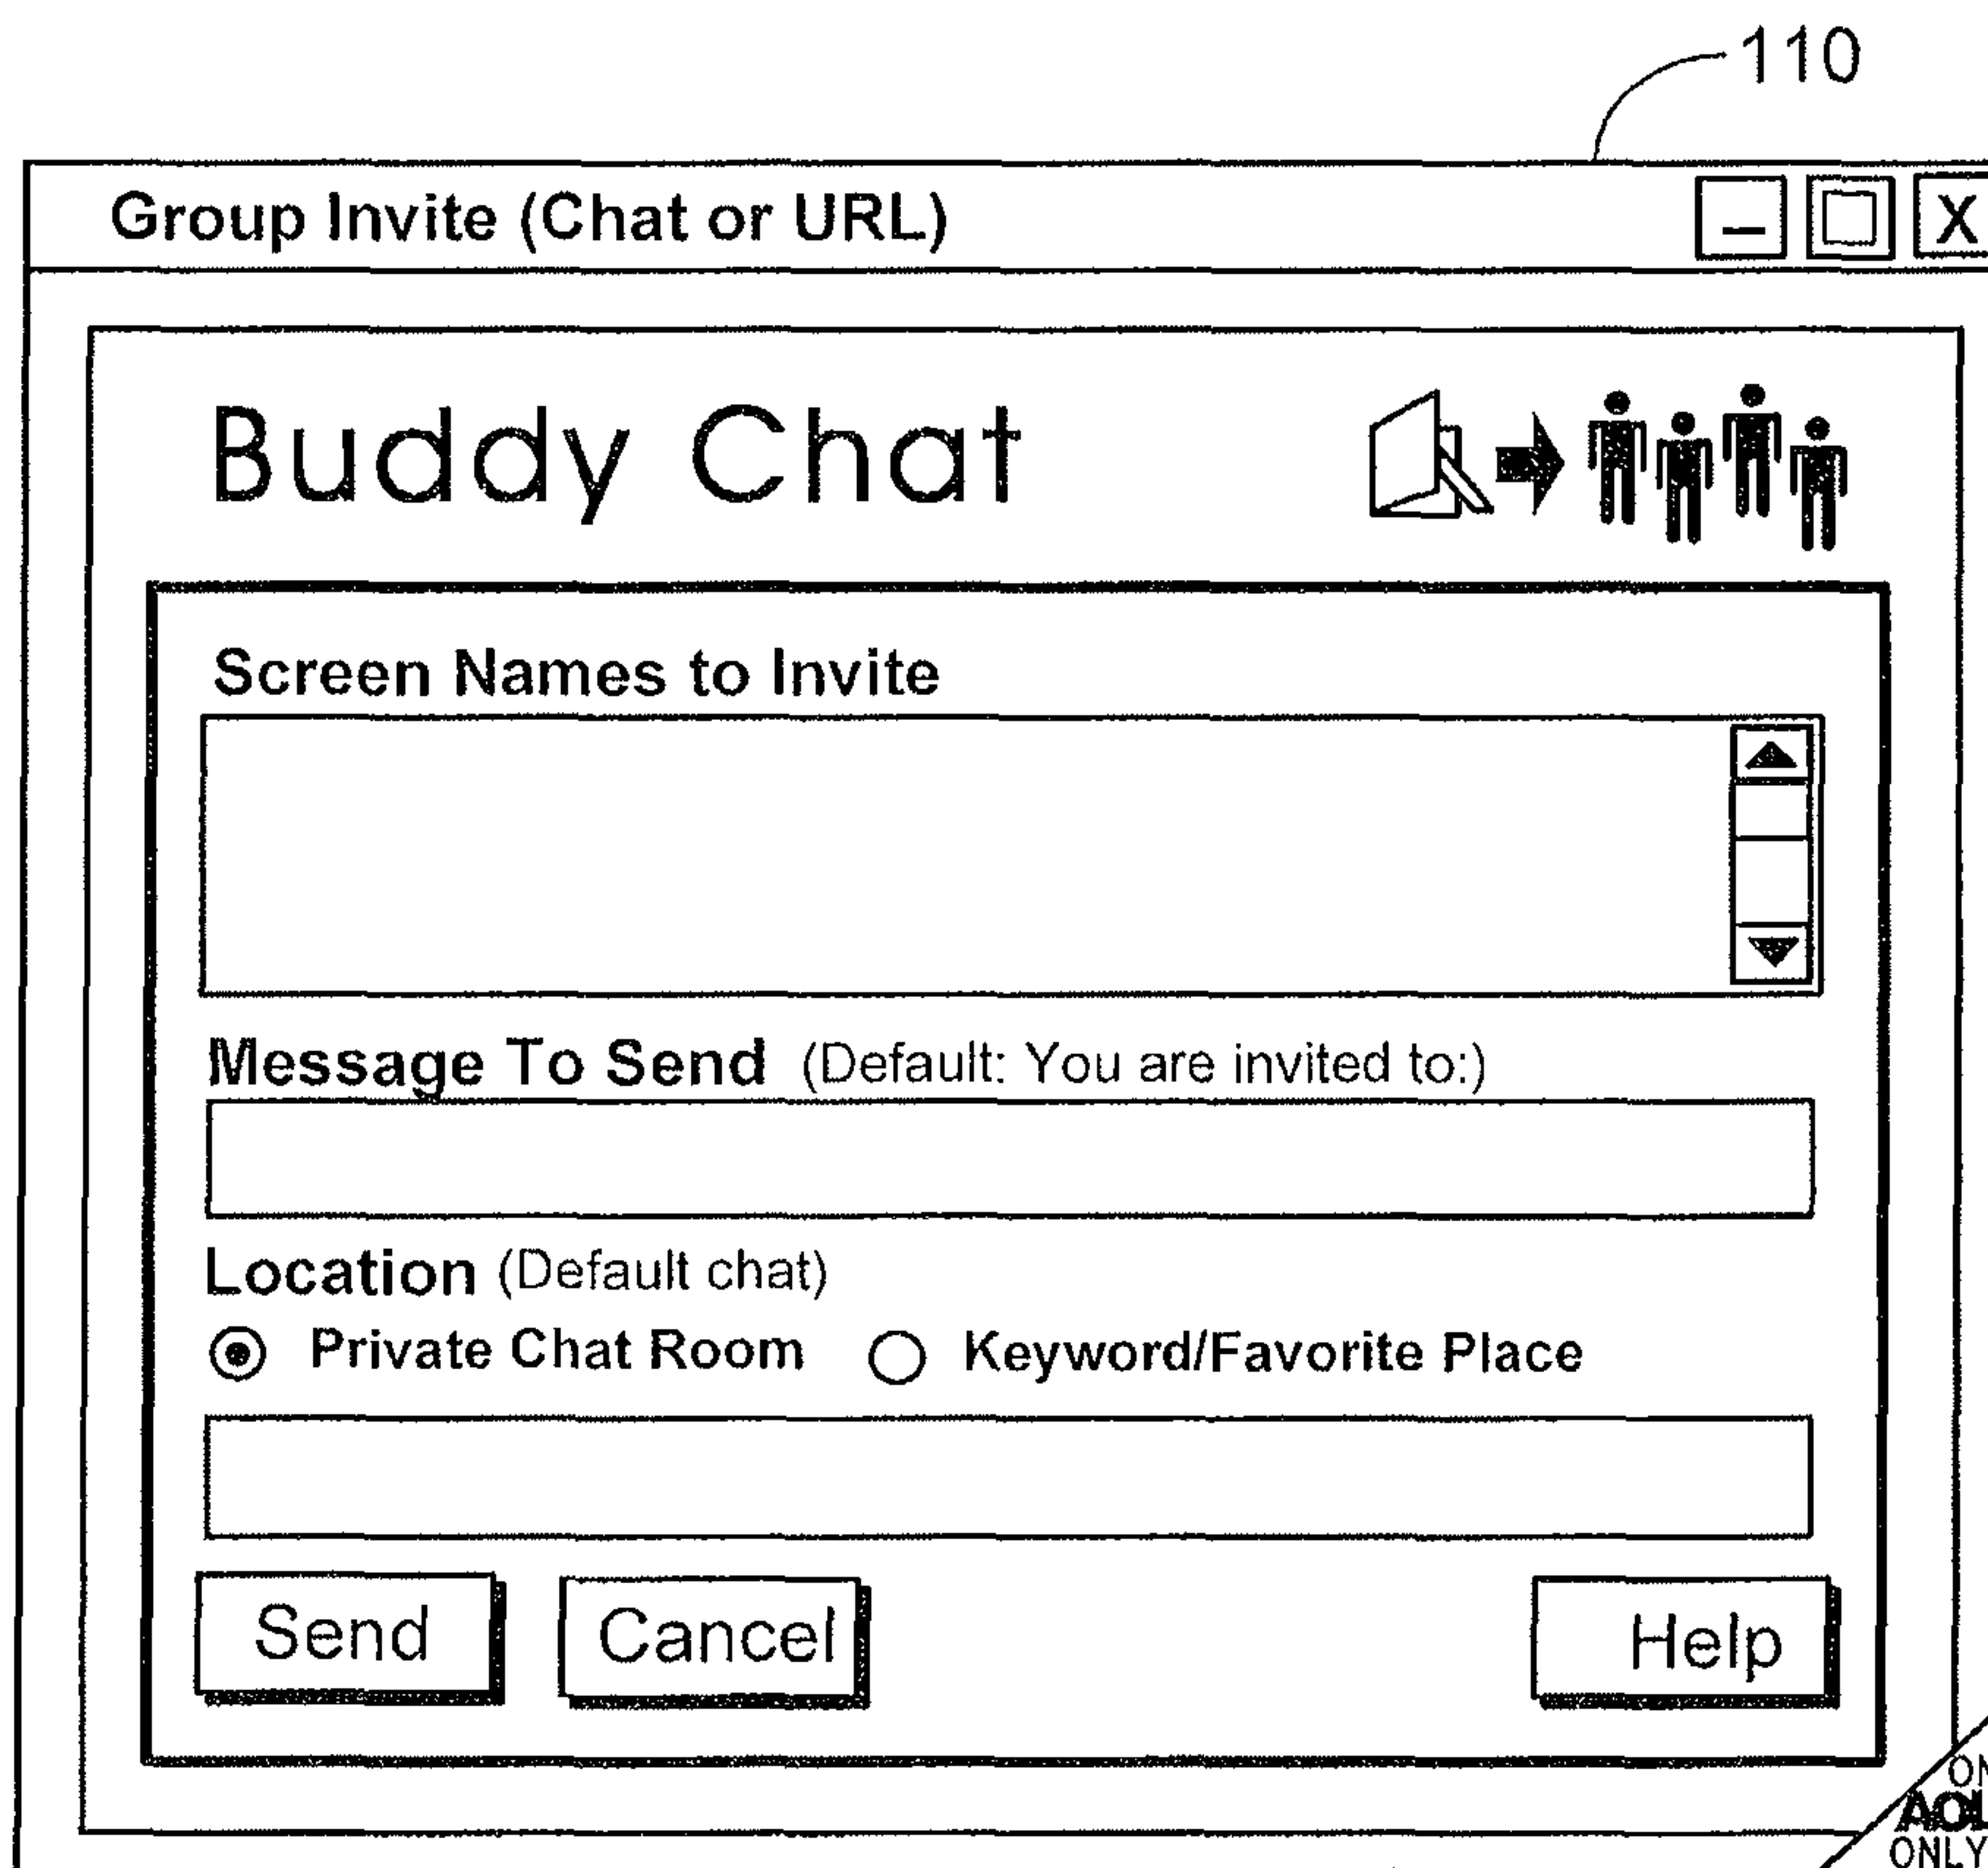 110
Group Invite (Chat or URL)
X
Buddy Chat
Screen Names to Invite
Message To Send (Default: You are invited to:)
Location (Default chat)
Private Chat Room Keyword/Favorite Place
Send Cancel Help
AOL
ONLY